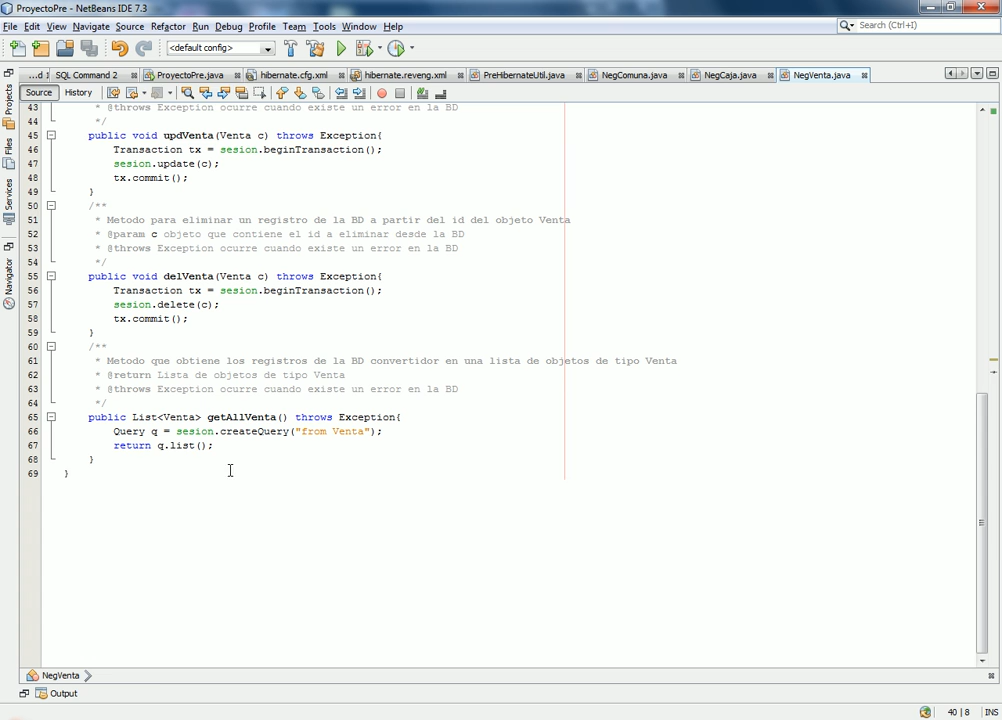 ProyectoPre - NetBeans IDE 7.3
File Edit View Navigate Source Refactor Run Debug Profile Team Tools Window Help
Search (Ctrl+I)
<default config>
...d 1 SQL Command 2 ProyectoPre.java hibernate.cfg.xml hibernate.reveng.xml PreHibernateUtil.java NegComuna.java NegCaja.java NegVenta.java
Source History
Projects
Files
Services
Navigator
43 * @throws Exception ocurre cuando existe un error en la BD
44 */
45 public void updVenta(Venta c) throws Exception{
46 Transaction tx = sesion.beginTransaction();
47 sesion.update(c);
48 tx.commit();
49 }
50 /**
51 * Metodo para eliminar un registro de la BD a partir del id del objeto Venta
52 * @param c objeto que contiene el id a eliminar desde la BD
53 * @throws Exception ocurre cuando existe un error en la BD
54 */
55 public void delVenta(Venta c) throws Exception{
56 Transaction tx = sesion.beginTransaction();
57 sesion.delete(c);
58 tx.commit();
59 }
60 /**
61 * Metodo que obtiene los registros de la BD convertidor en una lista de objetos de tipo Venta
62 * @return Lista de objetos de tipo Venta
63 * @throws Exception ocurre cuando existe un error en la BD
64 */
65 public List<Venta> getAllVenta() throws Exception{
66 Query q = sesion.createQuery("from Venta");
67 return q.list();
68 }
69 }
NegVenta
Output
40 | 8 INS